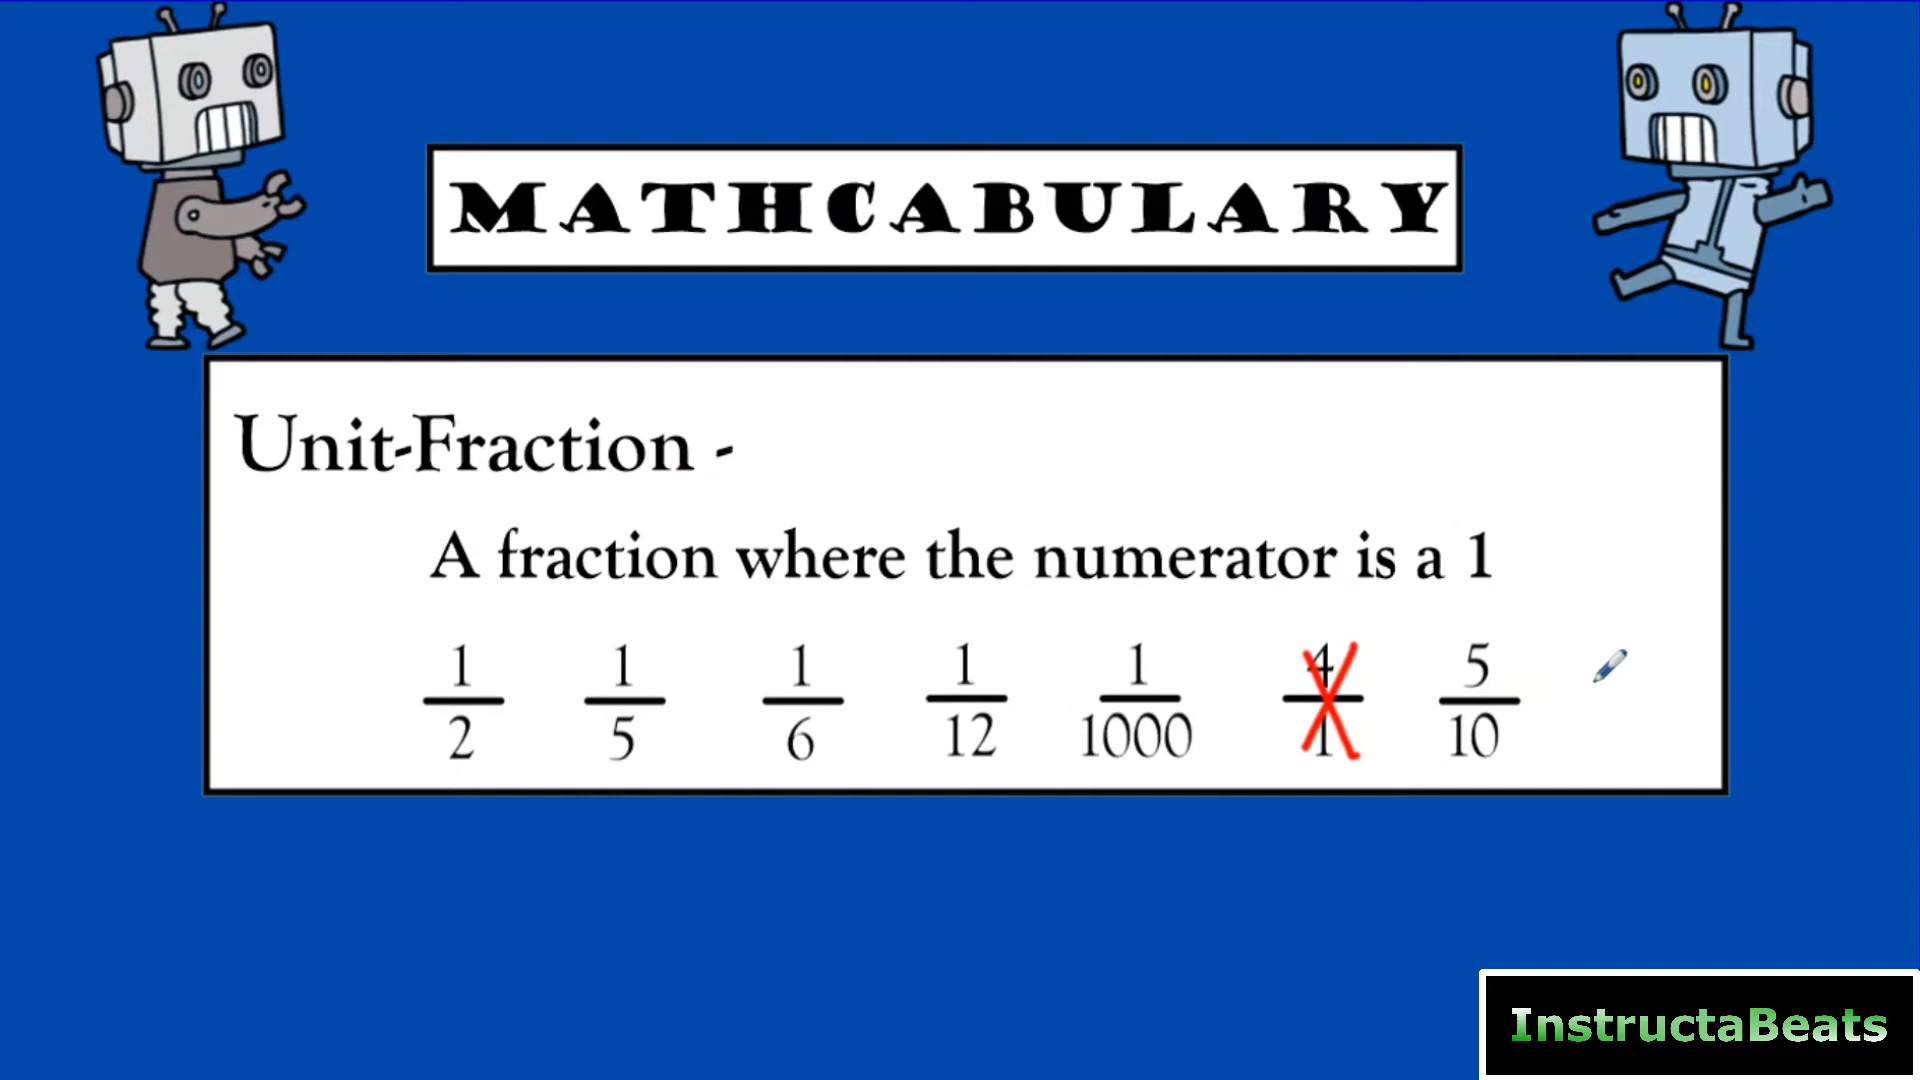 MATHCABULARY
Unit-Fraction -
A fraction where the numerator is a 1
1 1 1 1 1 4 5
2 5 6 12 1000 1 10
InstructaBeats